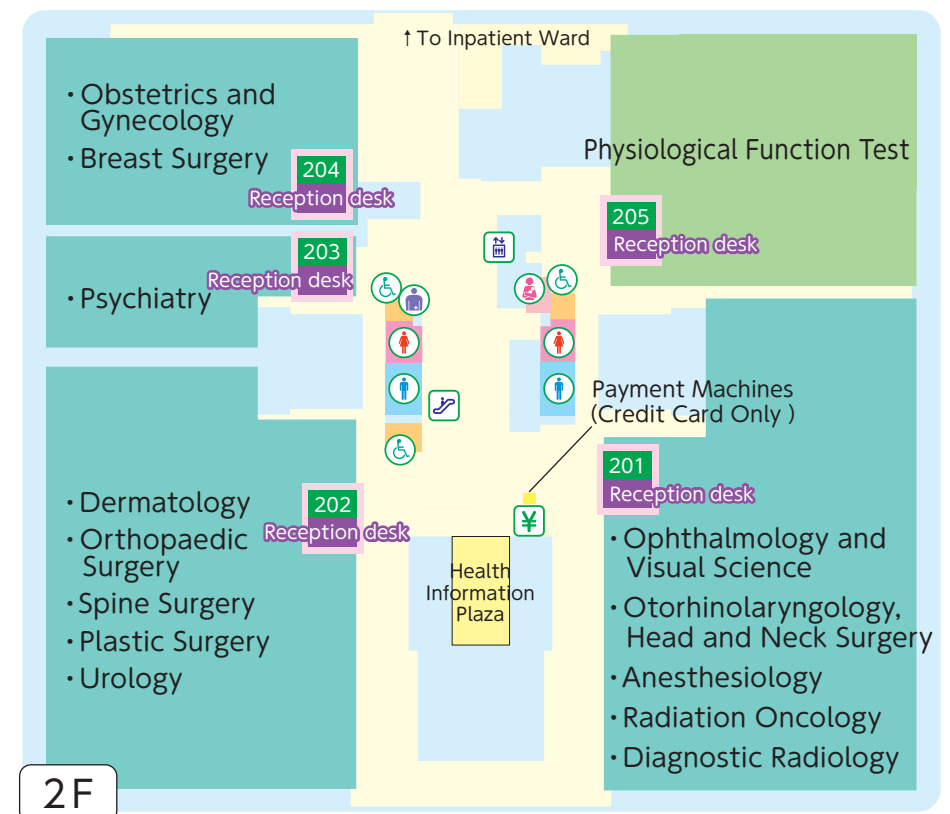 ↑To Inpatient Ward
・Obstetrics and
Gynecology
・Breast Surgery
204
Reception desk
Physiological Function Test
205
Reception desk
203
Reception desk
・Psychiatry
Payment Machines
(Credit Card Only )
201
Reception desk
202
Reception desk
・Dermatology
・Orthopaedic
Surgery
・Spine Surgery
・Plastic Surgery
・Urology
¥
Health
Information
Plaza
・Ophthalmology and
Visual Science
・Otorhinolaryngology,
Head and Neck Surgery
・Anesthesiology
・Radiation Oncology
・Diagnostic Radiology
2F